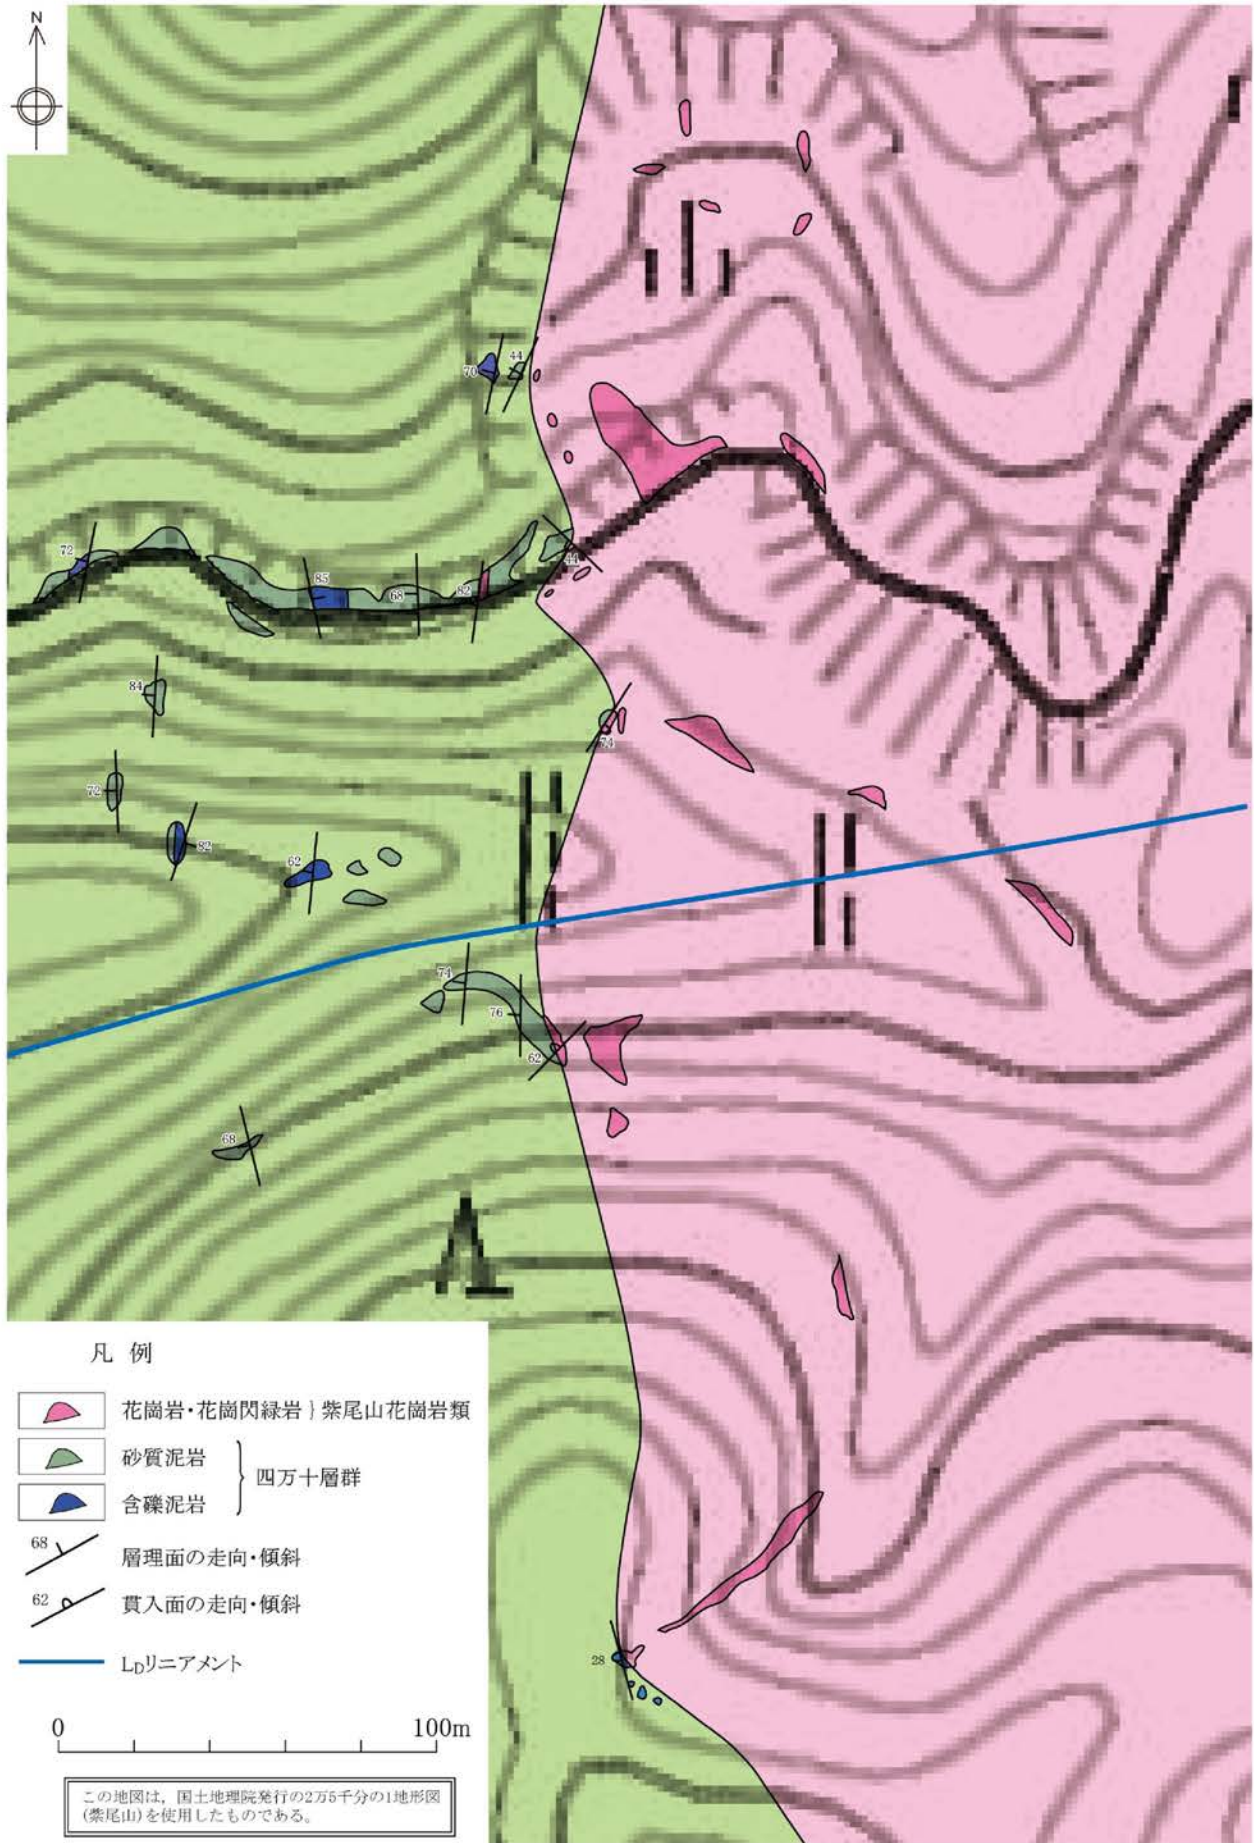 N
44
70
72
85
68
82
44
84
74
72
82
62
74
76
62
68
凡 例
花崗岩・花崗閃緑岩 } 紫尾山花崗岩類
砂質泥岩
四万十層群
含礫泥岩
68 層理面の走向・傾斜
62 貫入面の走向・傾斜
LDリニアメント
28
0 100m
この地図は，国土地理院発行の2万5千分の1地形図
(紫尾山)を使用したものである。